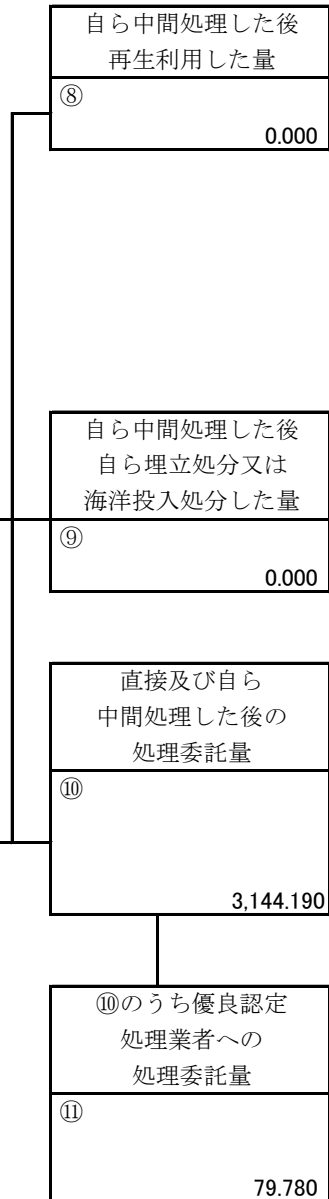 自ら中間処理した後
再生利用した量
⑧
0.000
自ら中間処理した後
自ら埋立処分又は
海洋投入処分した量
⑨
0.000
直接及び自ら
中間処理した後の
処理委託量
⑩
3,144.190
⑩のうち優良認定
処理業者への
処理委託量
⑪
79.780